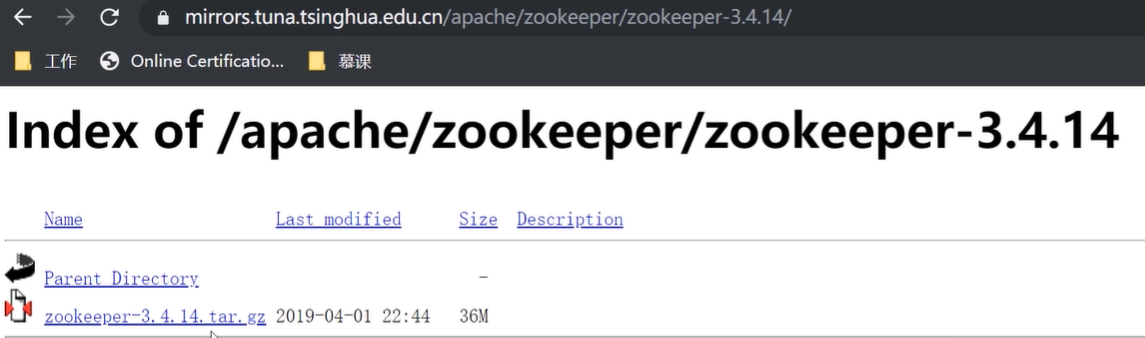 mirrors.tuna.tsinghua.edu.cn/apache/zookeeper/zookeeper-3.4.14/
工作 Online Certificatio... 慕课
Index of /apache/zookeeper/zookeeper-3.4.14
Name Last modified Size Description
Parent Directory -
zookeeper-3.4.14.tar.gz 2019-04-01 22:44 36M